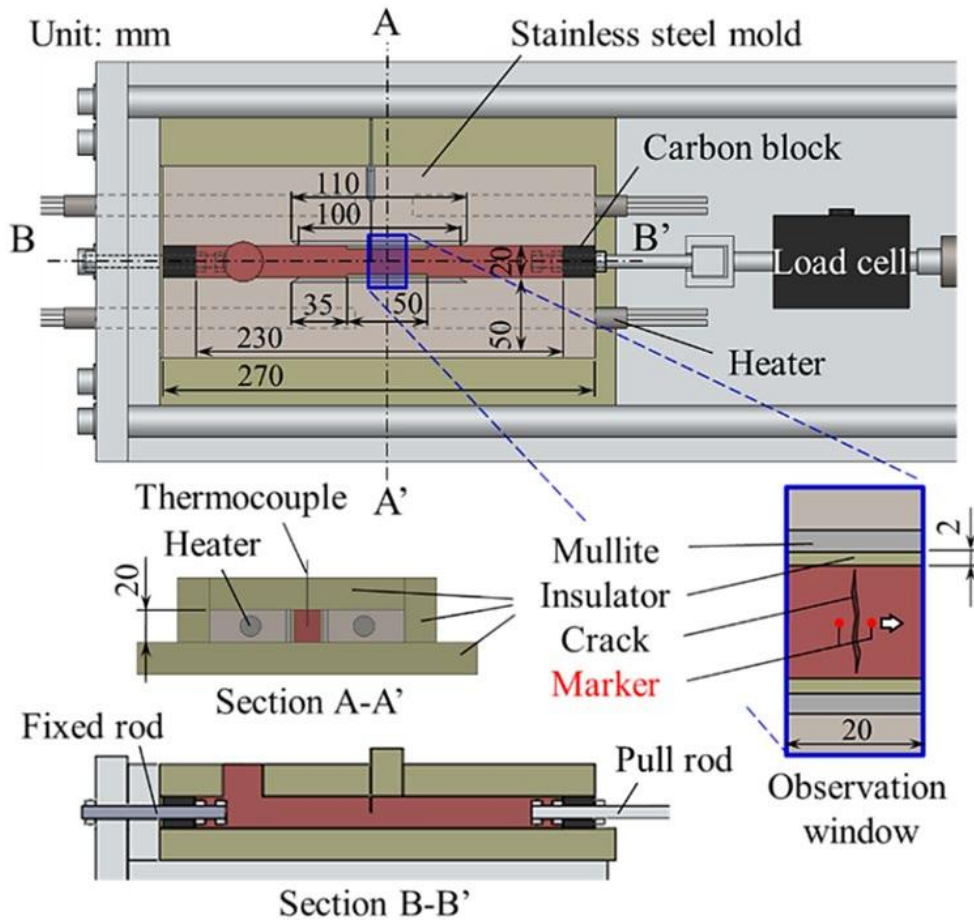 Unit: mm
A
Stainless steel mold
Carbon block
110
100
B
B’
20
Load cell
35
50
50
230
Heater
270
A’
Thermocouple
Heater
20
Mullite
Insulator
Crack
Marker
2
20
Section A-A’
Fixed rod
Pull rod
Observation
window
Section B-B’